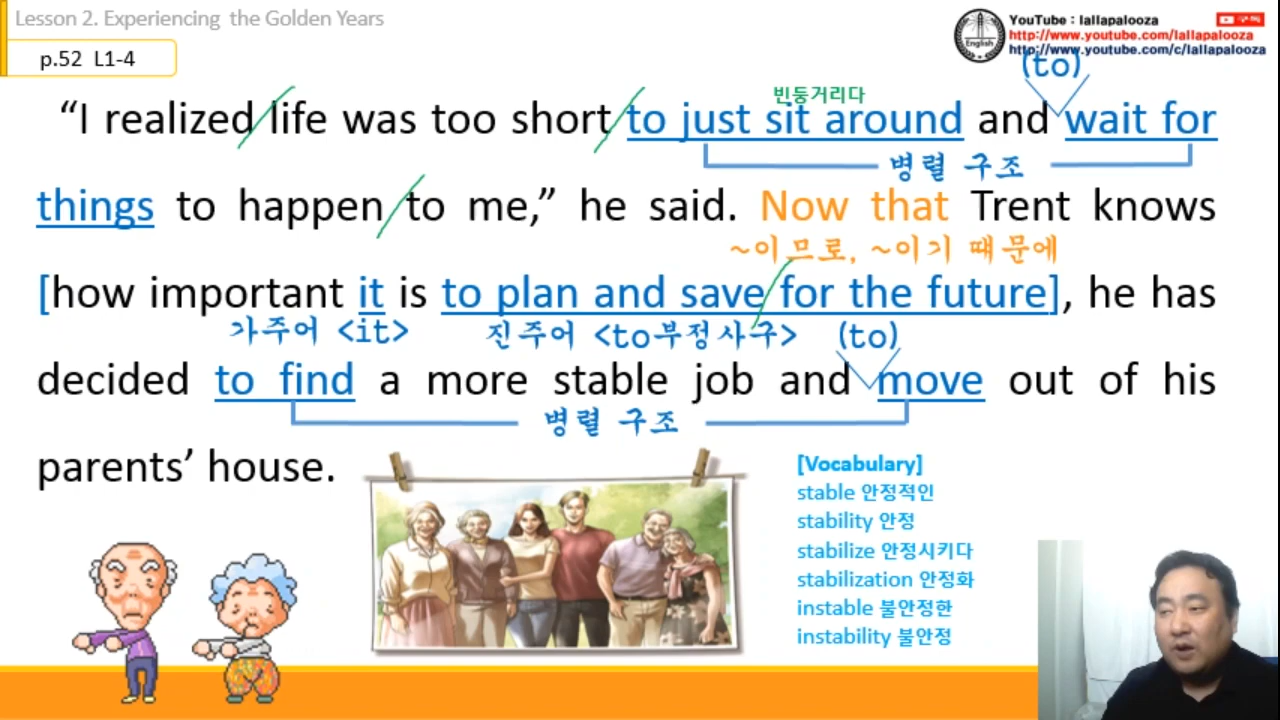 Lesson 2. Experiencing the Golden Years
YouTube : lallapalooza
구독
http://www.youtube.com/lallapalooza
http://www.youtube.com/c/lallapalooza
English
p.52 L1-4
(to)
빈둥거리다
“I realized life was too short to just sit around and wait for
병렬 구조
things to happen to me,” he said. Now that Trent knows
~이므로, ~이기 때문에
[how important it is to plan and save for the future], he has
가주어 <it> 진주어 <to부정사구> (to)
decided to find a more stable job and move out of his
병렬 구조
parents’ house.
[Vocabulary]
stable 안정적인
stability 안정
stabilize 안정시키다
stabilization 안정화
instable 불안정한
instability 불안정